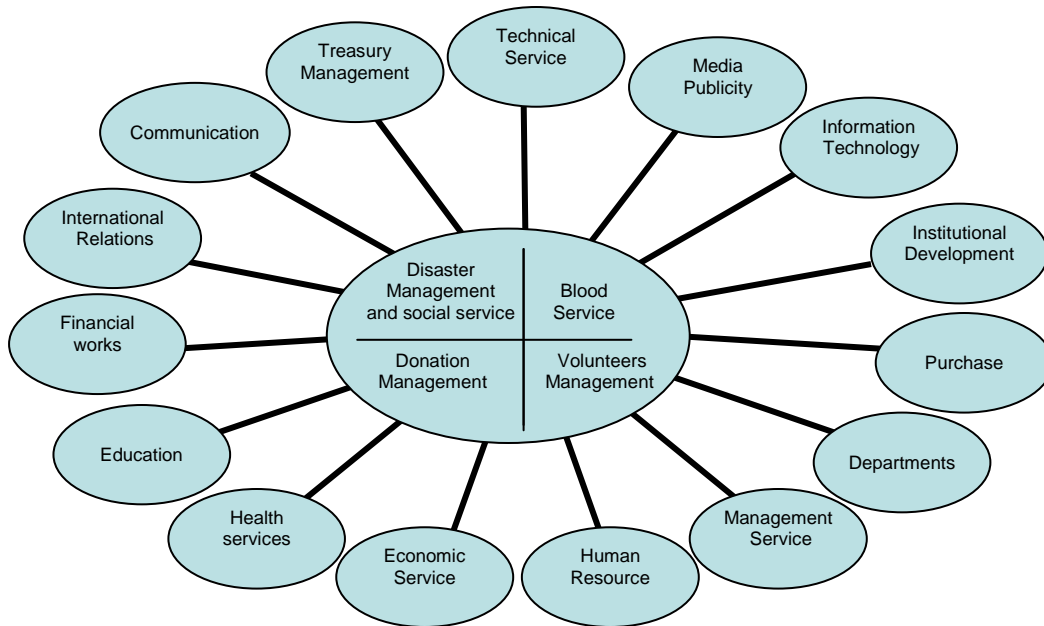 Treasury
Management
Technical
Service
Media
Publicity
Communication
Information
Technology
International
Relations
Institutional
Development
Disaster
Management
and social service
Blood
Service
Financial
works
Donation
Management
Volunteers
Management
Purchase
Education
Departments
Health
services
Management
Service
Economic
Service
Human
Resource